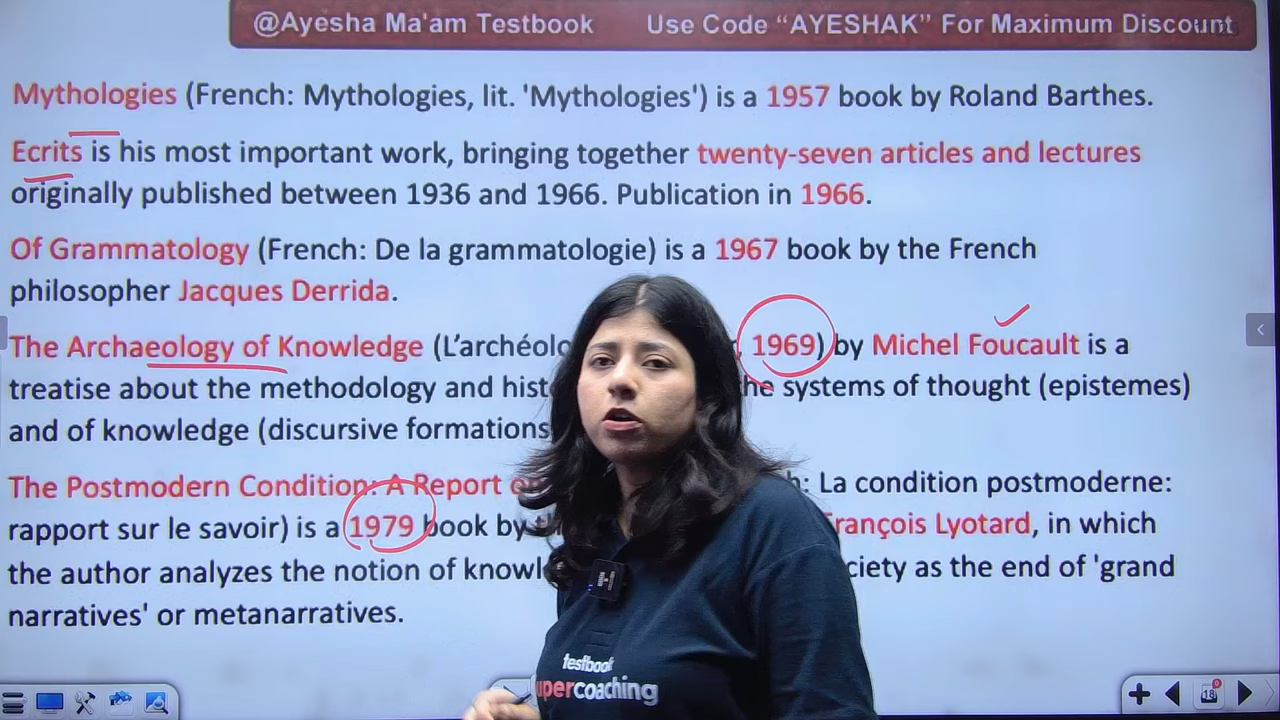 @Ayesha Ma'am Testbook Use Code “AYESHAK” For Maximum Discount
Mythologies (French: Mythologies, lit. 'Mythologies') is a 1957 book by Roland Barthes.
Ecrits is his most important work, bringing together twenty-seven articles and lectures
originally published between 1936 and 1966. Publication in 1966.
Of Grammatology (French: De la grammatologie) is a 1967 book by the French
philosopher Jacques Derrida.
The Archaeology of Knowledge (L’archéolo 1969) by Michel Foucault is a
treatise about the methodology and hist the systems of thought (epistemes)
and of knowledge (discursive formations
The Postmodern Condition: A Report h: La condition postmoderne:
rapport sur le savoir) is a 1979 book by François Lyotard, in which
the author analyzes the notion of knowl ciety as the end of 'grand
narratives' or metanarratives.
testbook
supercoaching
18